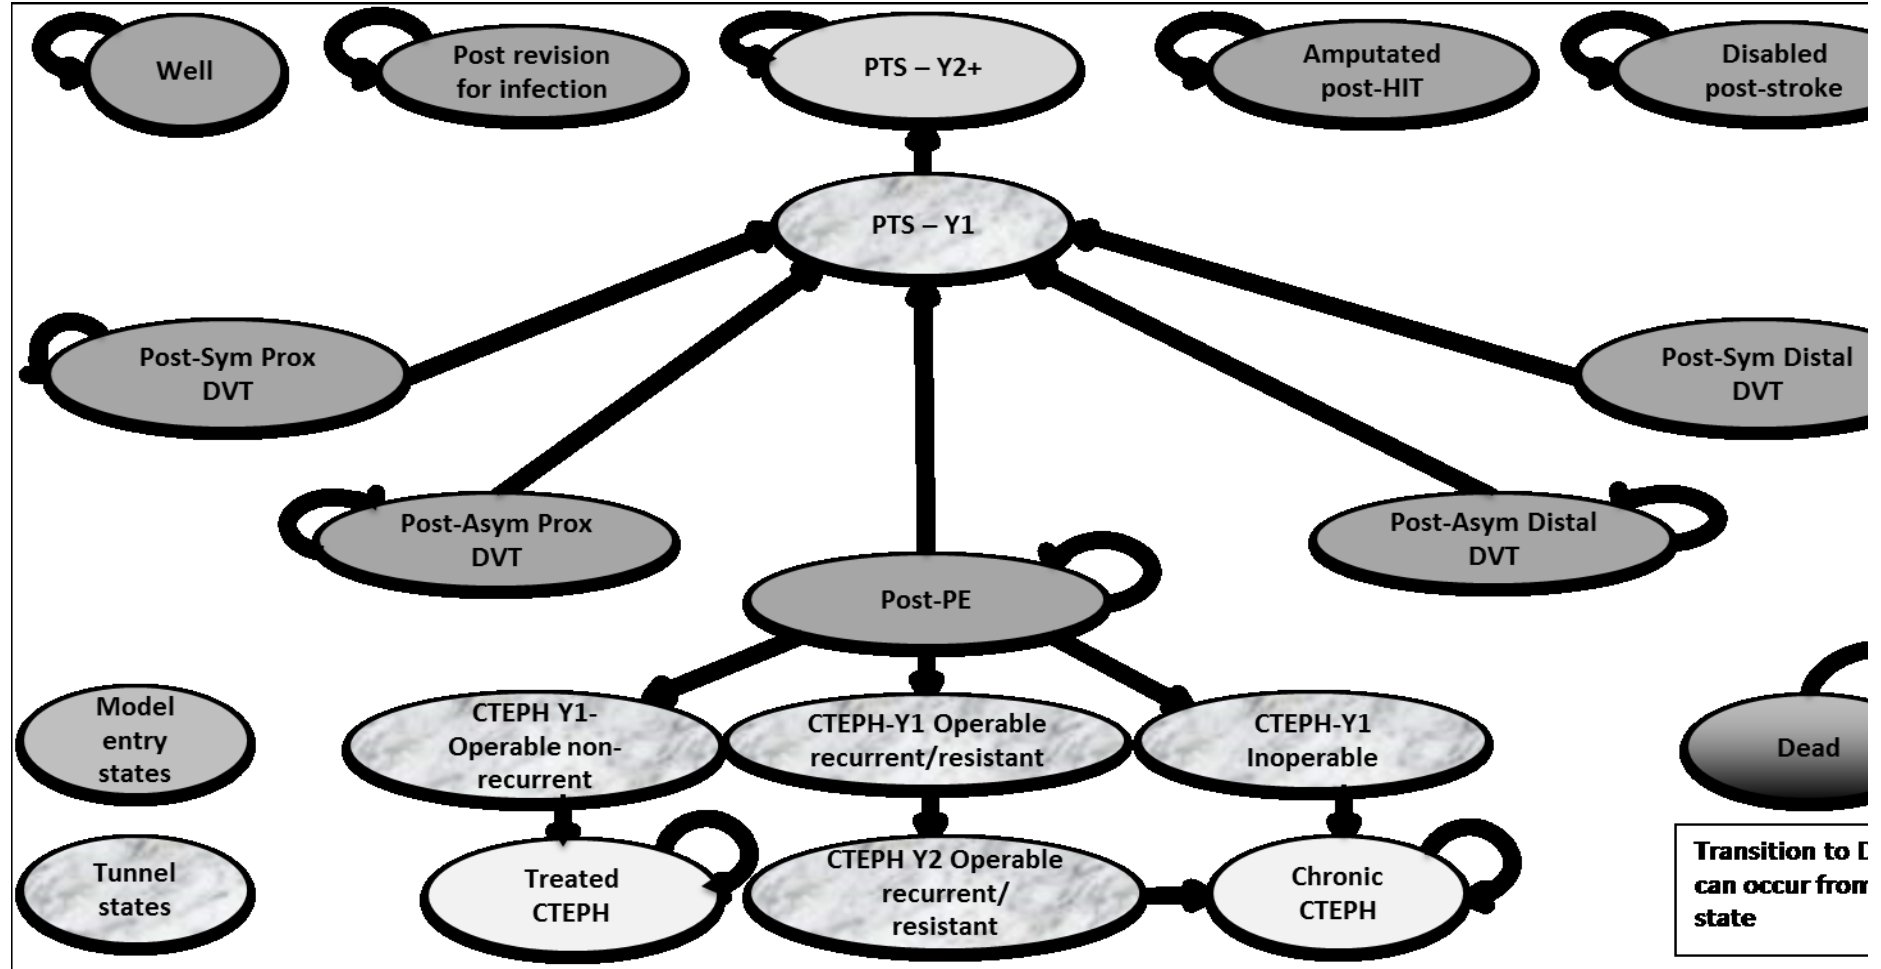 Well
Post revision
for infection
PTS – Y2+
Amputated
post-HIT
Disabled
post-stroke
PTS – Y1
Post-Sym Prox
DVT
Post-Sym Distal
DVT
Post-Asym Prox
DVT
Post-Asym Distal
DVT
Post-PE
Model
entry
states
CTEPH Y1-
Operable non-
recurrent
CTEPH-Y1 Operable
recurrent/resistant
CTEPH-Y1
Inoperable
Dead
Tunnel
states
Treated
CTEPH
CTEPH Y2 Operable
recurrent/
resistant
Chronic
CTEPH
Transition to
can occur from
state